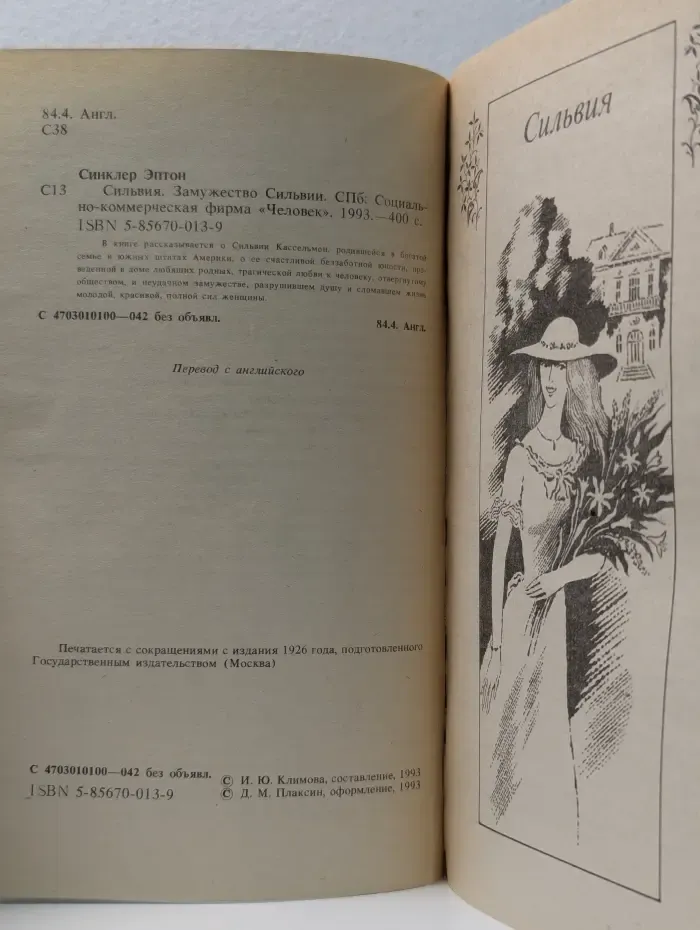 84.4. Англ.
С38
Синклер Эптон
С13 Сильвия. Замужество Сильвии. СПб: Социаль-
но-коммерческая фирма «Человек». 1993.—400 с.
ISBN 5-85670-013-9
В книге рассказывается о Сильвии Кассельмен, родившейся в богатой
семье в южных штатах Америки, о ее счастливой беззаботной юности, про-
веденной в доме любящих родных, трагической любви к человеку, отвергнутому
обществом, и неудачном замужестве, разрушившем душу и сломавшем жизнь
молодой, красивой, полной сил женщины.
С 4703010100—042 без объявл.
84.4. Англ.
Перевод с английского
Печатается с сокращениями с издания 1926 года, подготовленного
Государственным издательством (Москва)
С 4703010100—042 без объявл.
ISBN 5-85670-013-9
© И. Ю. Климова, составление, 1993
© Д. М. Плаксин, оформление, 1993
Сильвия